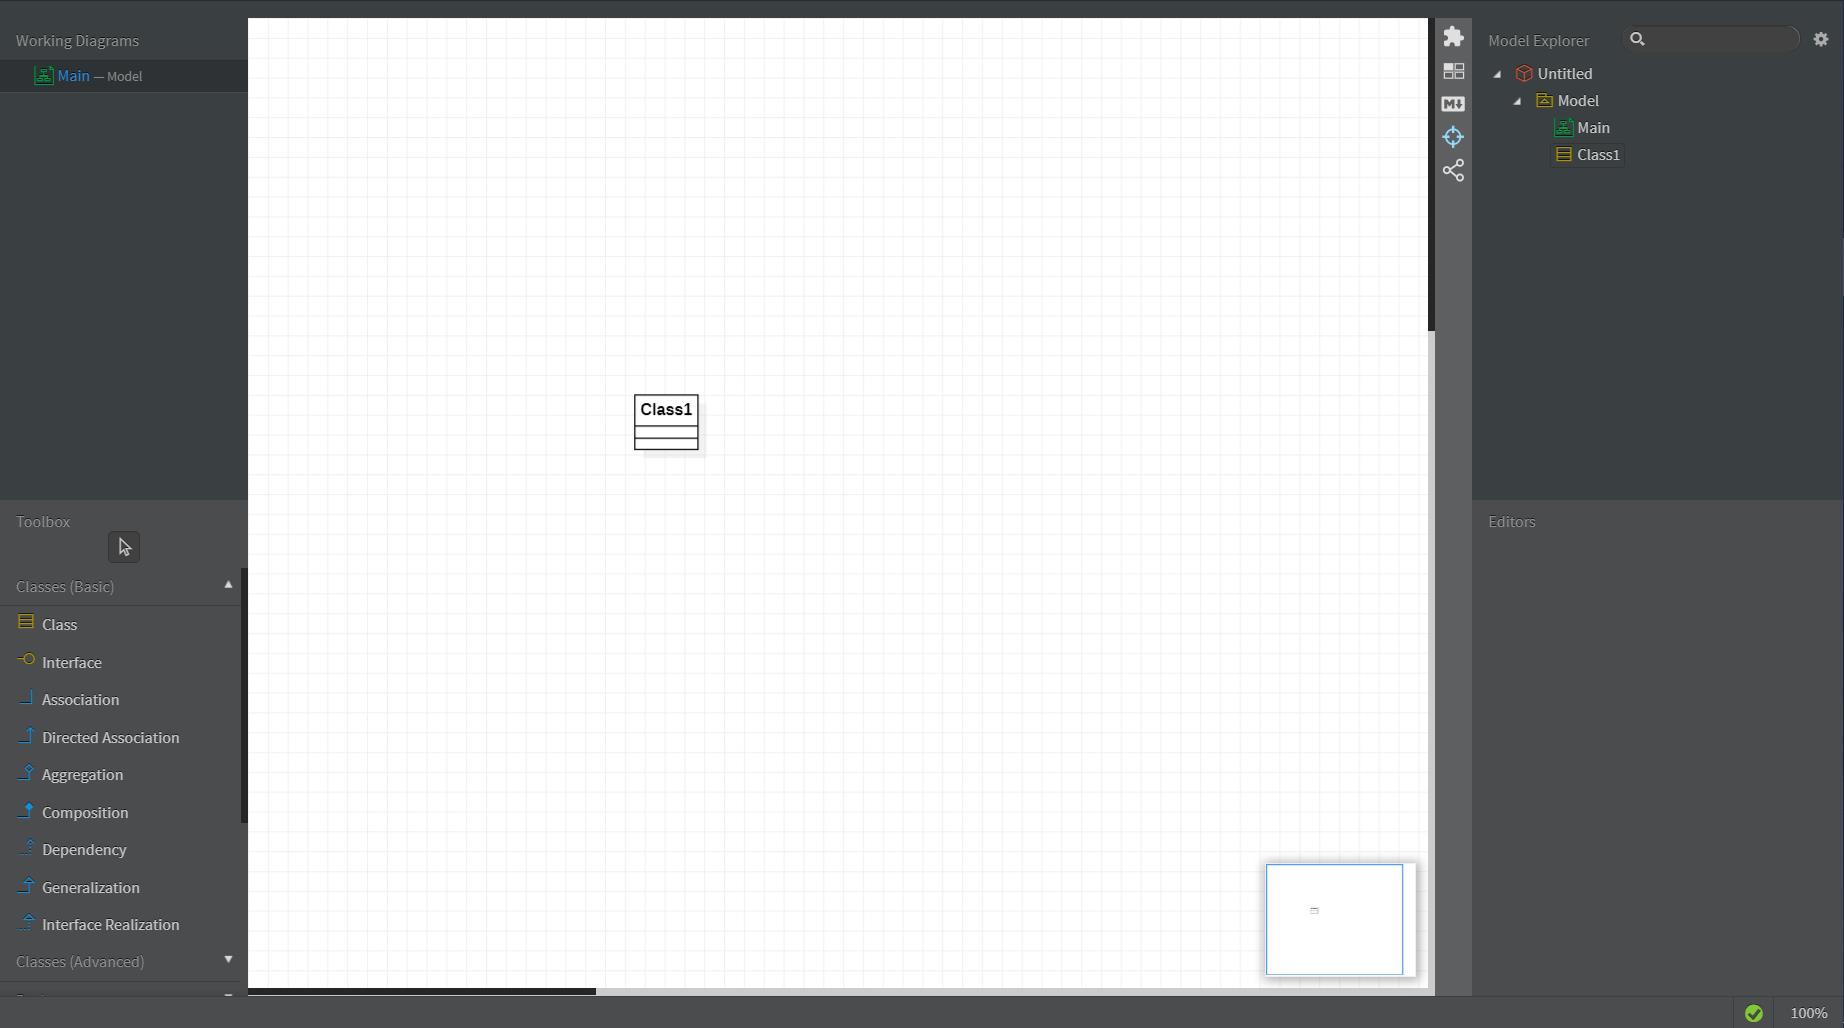 Working Diagrams
Main — Model
Toolbox
Classes (Basic)
Class
Interface
Association
Directed Association
Aggregation
Composition
Dependency
Generalization
Interface Realization
Classes (Advanced)
Class1
M
Model Explorer
Untitled
Model
Main
Class1
Editors
100%